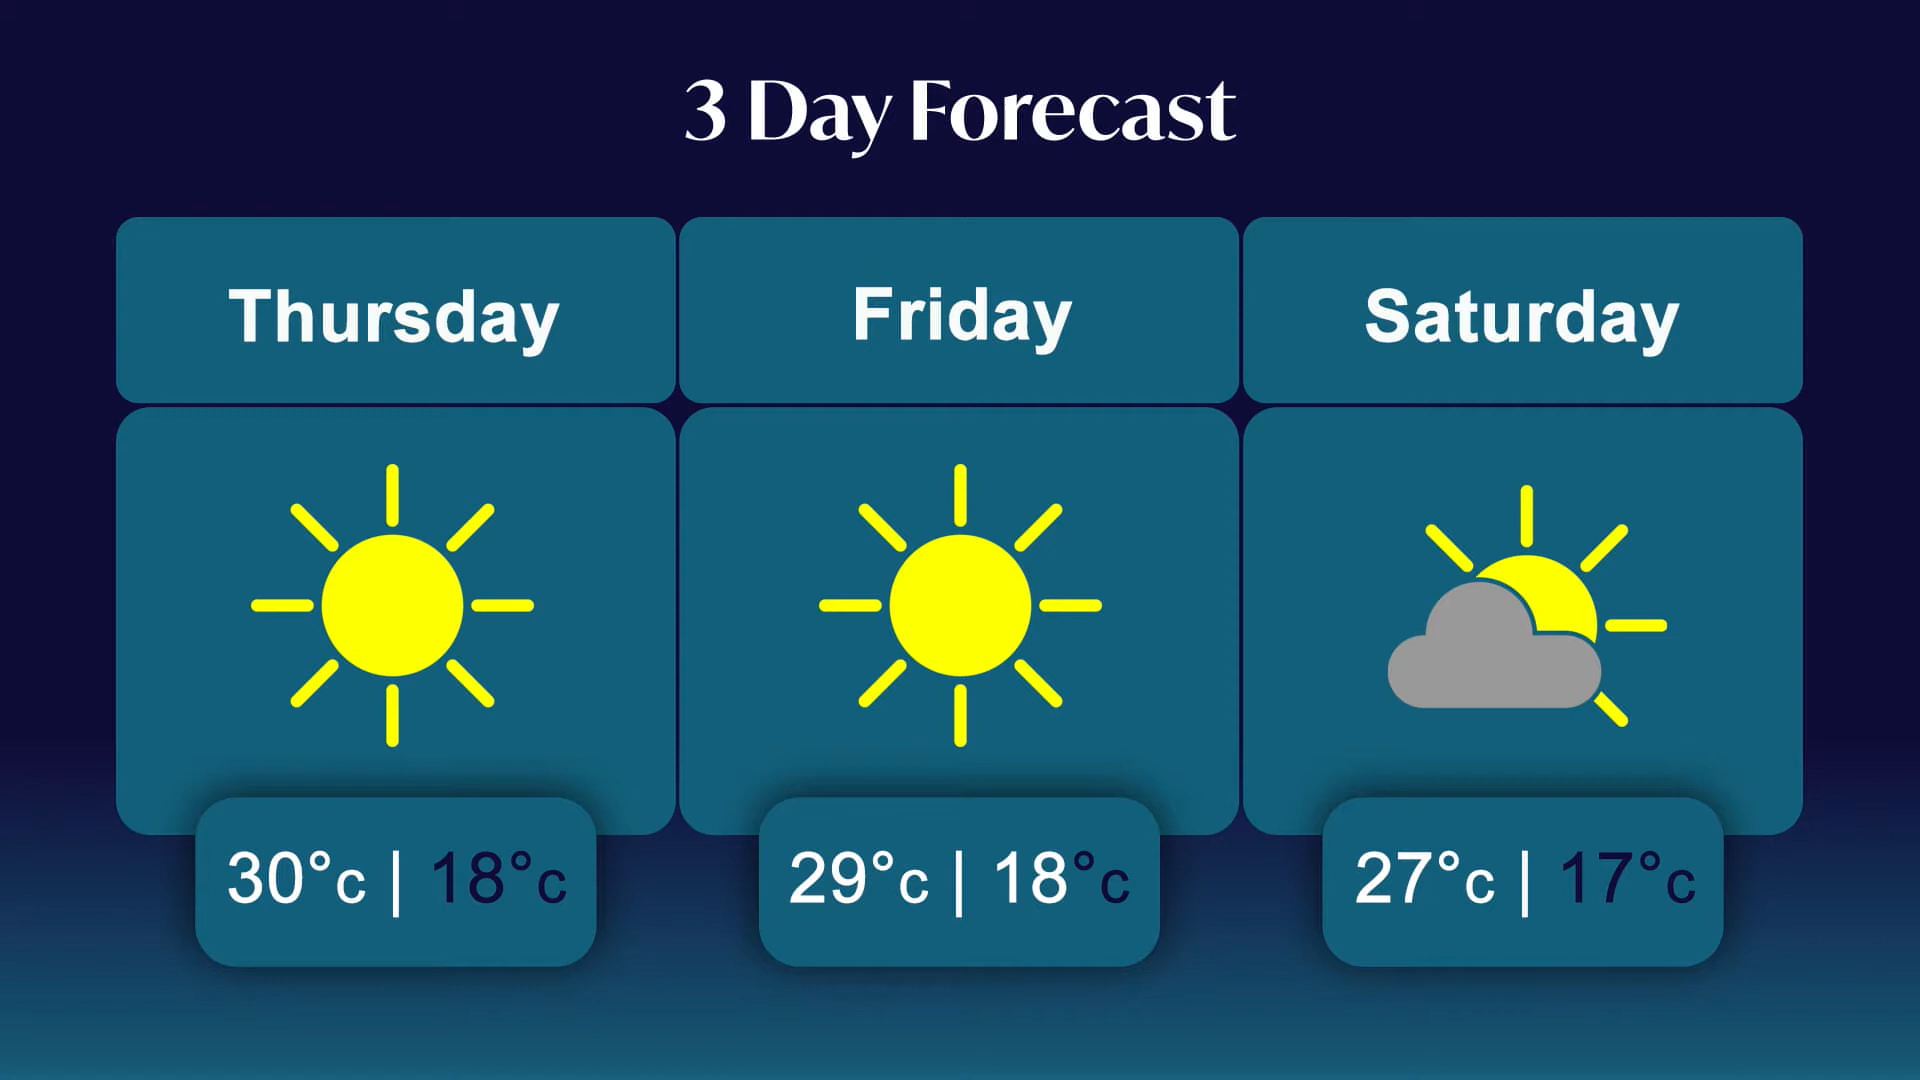 3 Day Forecast
Thursday
Friday
Saturday
30°c | 18°c
29°c | 18°c
27°c | 17°c